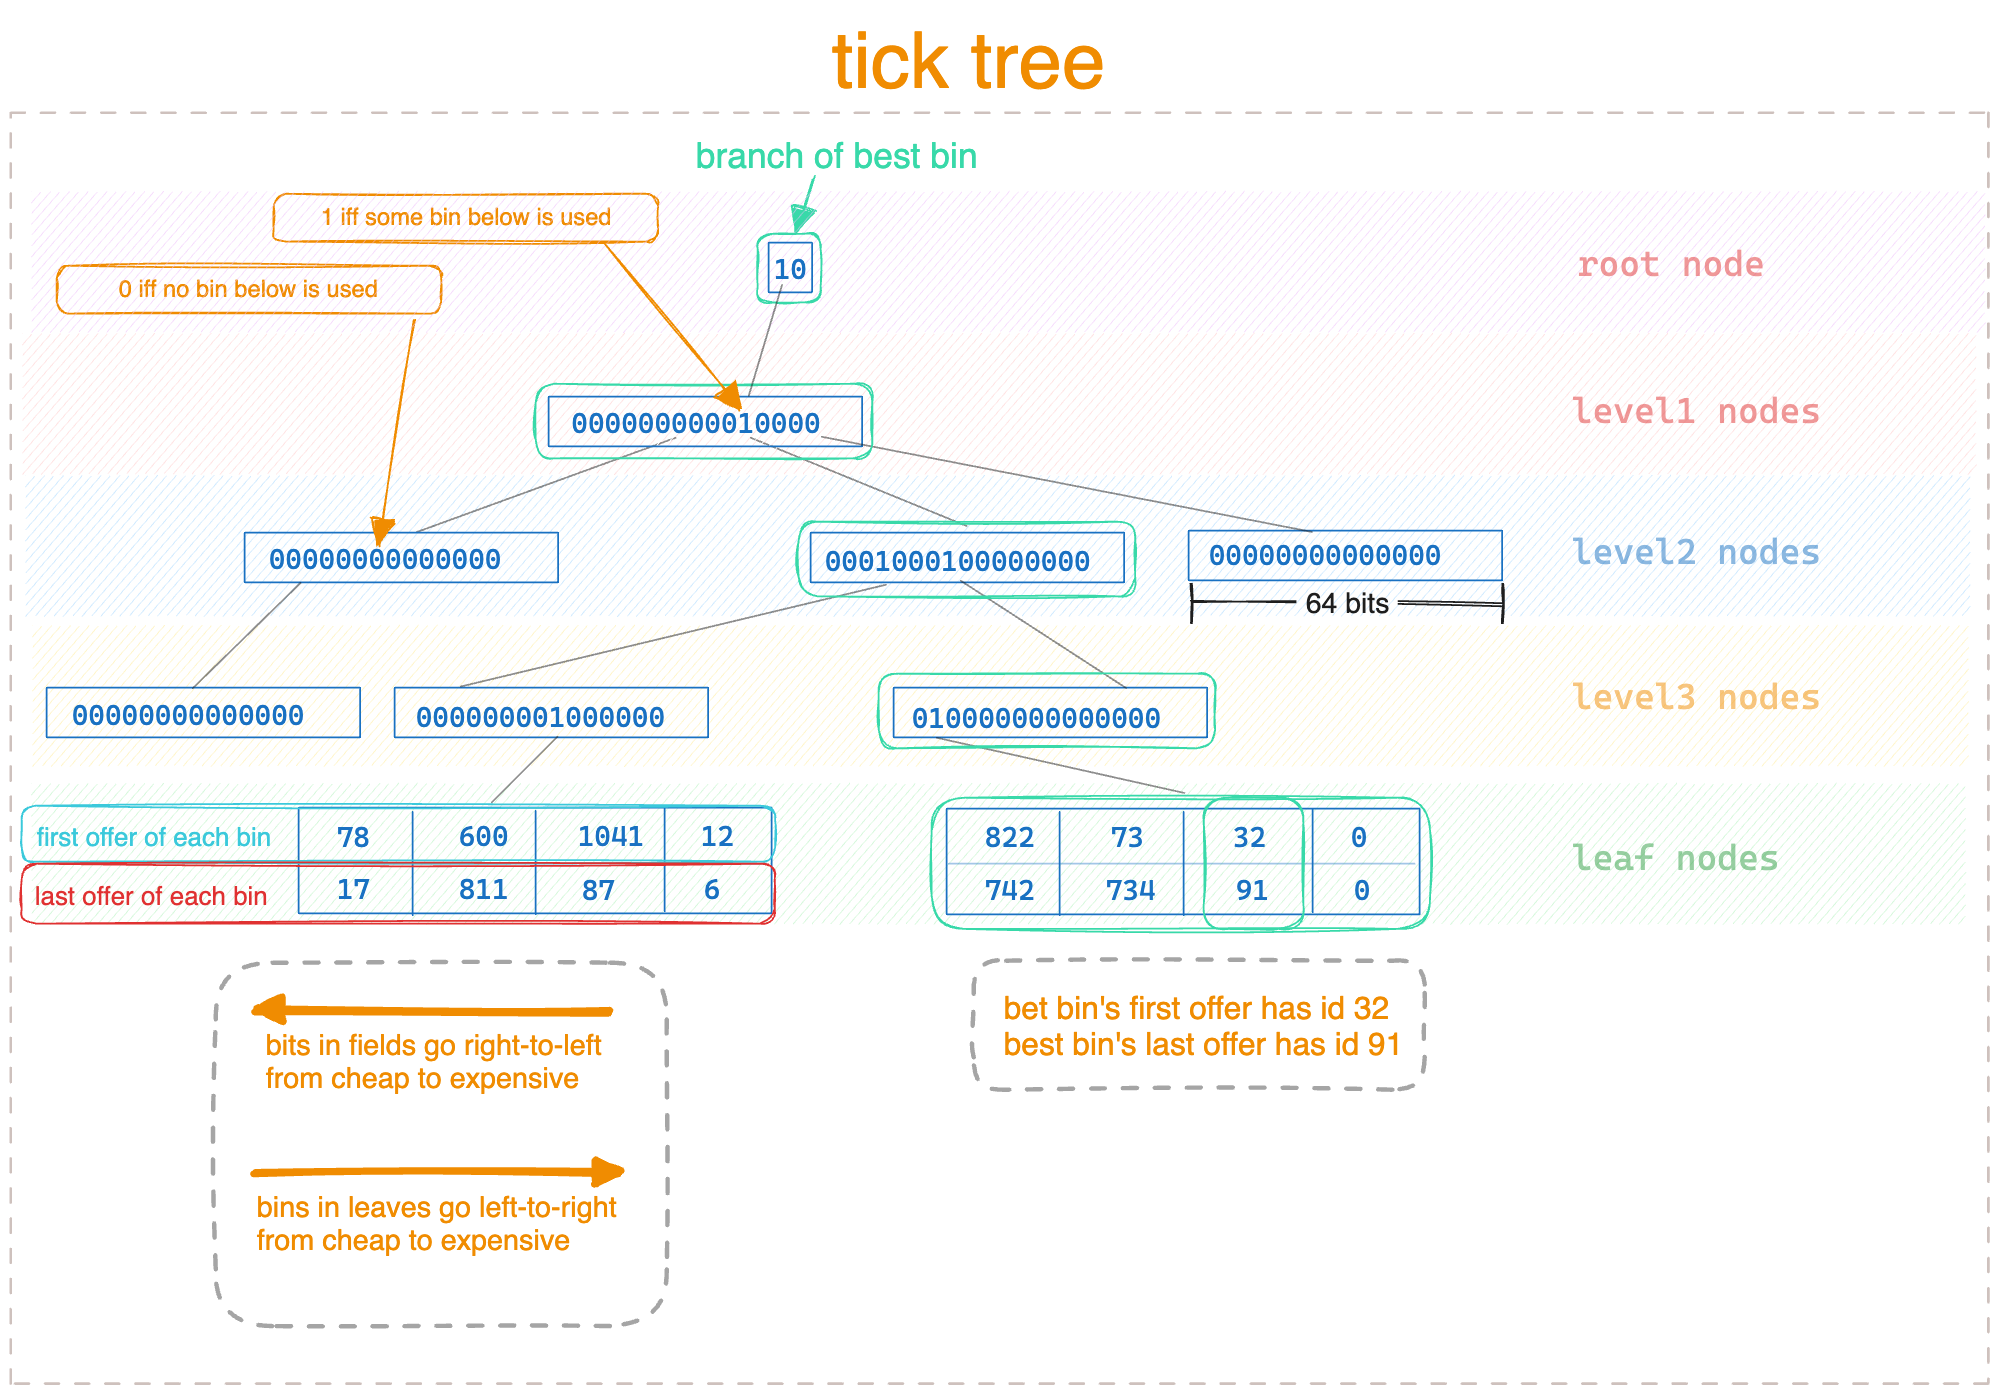 tick tree
branch of best bin
1 iff some bin below is used
0 iff no bin below is used
10
root node
000000000010000
level1 nodes
00000000000000
0001000100000000
00000000000000
level2 nodes
64 bits
00000000000000
000000001000000
010000000000000
level3 nodes
first offer of each bin 78 600 1041 12
last offer of each bin 17 811 87 6
822 73 32 0
742 734 91 0
leaf nodes
bits in fields go right-to-left
from cheap to expensive
bins in leaves go left-to-right
from cheap to expensive
bet bin's first offer has id 32
best bin's last offer has id 91